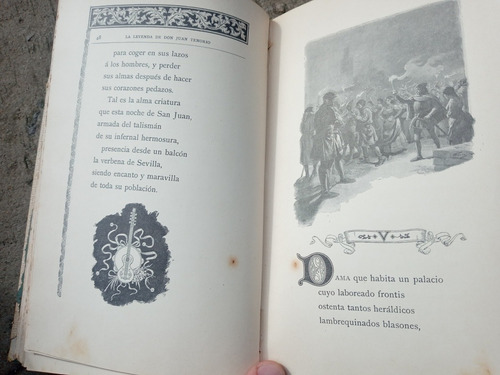 48 LA LEYENDA DE DON JUAN TENORIO
para coger en sus lazos
á los hombres, y perder
sus almas después de hacer
sus corazones pedazos.
Tal es la alma criatura
que esta noche de San Juan,
armada del talismán
de su infernal hermosura,
presencia desde un balcón
la verbena de Sevilla,
siendo encanto y maravilla
de toda su población.
V
DAMA que habita un palacio
cuyo laboreado frontis
ostenta tantos heráldicos
lambrequinados blasones,